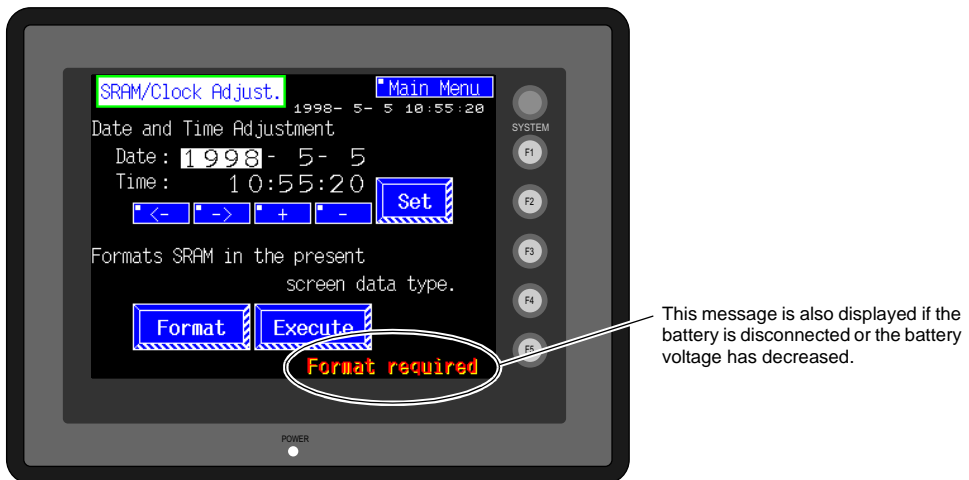 SRAM/Clock Adjust.
Main Menu
1998- 5- 5 10:55:20
Date and Time Adjustment
Date: 1998- 5- 5
Time: 10:55:20
<- -> + - Set
Formats SRAM in the present
screen data type.
Format Execute
Format required
SYSTEM
F1
F2
F3
F4
F5
POWER
This message is also displayed if the
battery is disconnected or the battery
voltage has decreased.